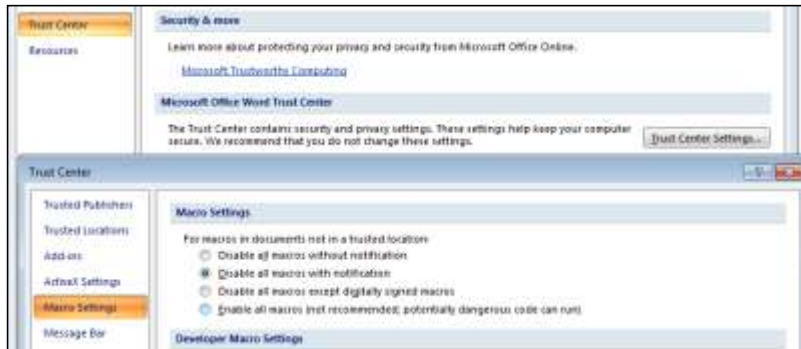 Trust Center
Security & more
Resources
Learn more about protecting your privacy and security from Microsoft Office Online.
Microsoft Trustworthy Computing
Microsoft Office Word Trust Center
The Trust Center contains security and privacy settings. These settings help keep your computer
secure. We recommend that you do not change these settings.
Trust Center Settings...
Trust Center
Trusted Publishers
Trusted Locations
Add-ins
ActiveX Settings
Macro Settings
Message Bar
Macro Settings
For macros in documents not in a trusted location:
Disable all macros without notification
Disable all macros with notification
Disable all macros except digitally signed macros
Enable all macros (not recommended; potentially dangerous code can run)
Developer Macro Settings